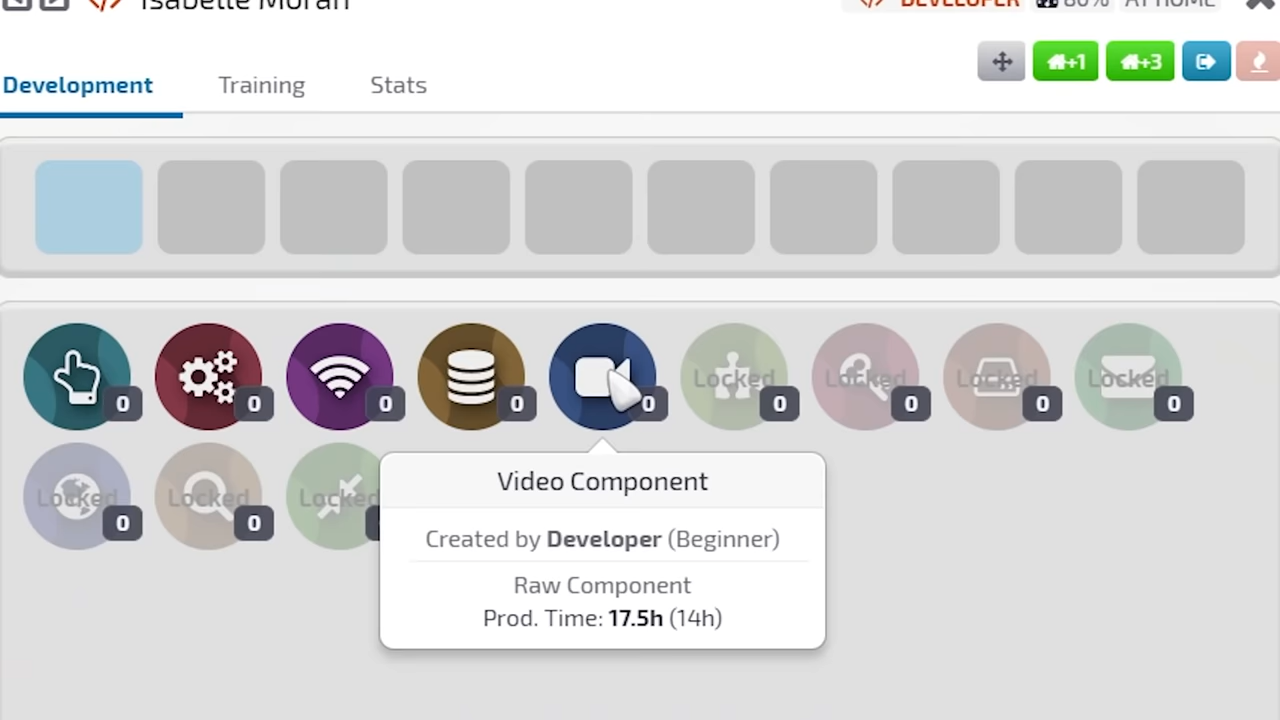 </> Isabelle Moran
</> DEVELOPER 80% AT HOME
+1 +3
Development Training Stats
0 0 0 0 0 Locked 0 Locked 0 Locked 0 Locked 0
Locked 0 Locked 0 Locked
Video Component
Created by Developer (Beginner)
Raw Component
Prod. Time: 17.5h (14h)